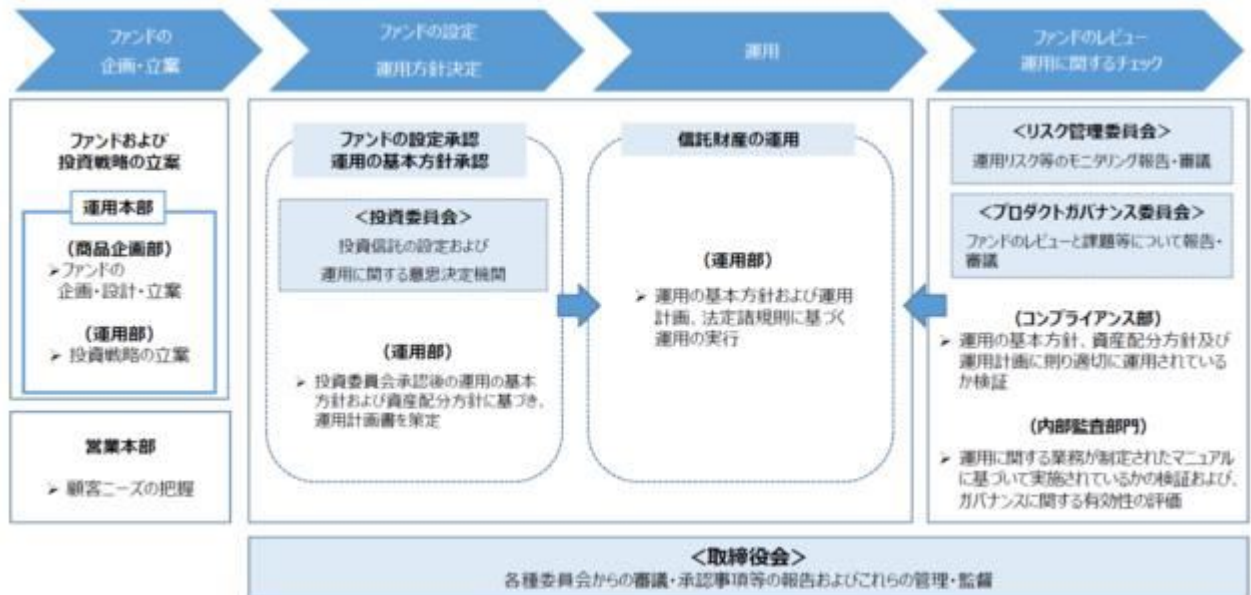 ファンドの
企画・立案
ファンドの設定
運用方針決定
運用
ファンドのレビュー
運用に関するチェック
ファンドおよび
投資戦略の立案
運用本部
(商品企画部)
➤ファンドの
企画・設計・立案
(運用部)
➤ 投資戦略の立案
営業本部
➤ 顧客ニーズの把握
ファンドの設定承認
運用の基本方針承認
<投資委員会>
投資信託の設定および
運用に関する意思決定機関
(運用部)
➤ 投資委員会承認後の運用の基本
方針および資産配分方針に基づき、
運用計画書を策定
信託財産の運用
(運用部)
➤ 運用の基本方針および運用
計画、法定諸規則に基づく
運用の実行
<リスク管理委員会>
運用リスク等のモニタリング報告・審議
<プロダクトガバナンス委員会>
ファンドのレビューと課題等について報告・
審議
(コンプライアンス部)
➤ 運用の基本方針、資産配分方針及び
運用計画に則り適切に運用されている
か検証
(内部監査部門)
➤ 運用に関する業務が制定されたマニュアル
に基づいて実施されているかの検証および、
ガバナンスに関する有効性の評価
<取締役会>
各種委員会からの審議・承認事項等の報告およびこれらの管理・監督